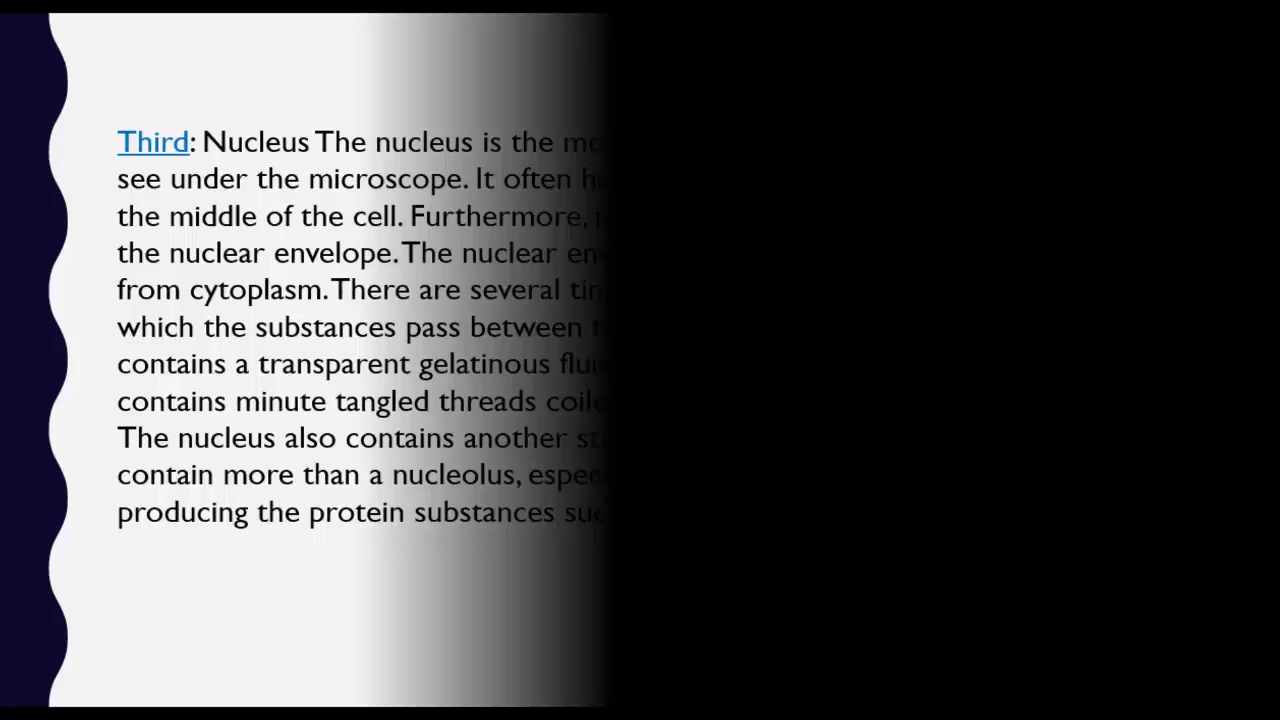 Third: Nucleus The nucleus is the
see under the microscope. It often
the middle of the cell. Furthermore,
the nuclear envelope. The nuclear
from cytoplasm. There are several
which the substances pass between
contains a transparent gelatinous
contains minute tangled threads
The nucleus also contains another
contain more than a nucleolus,
producing the protein substances